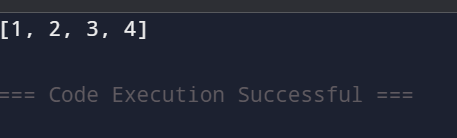 [1, 2, 3, 4]
=== Code Execution Successful ===